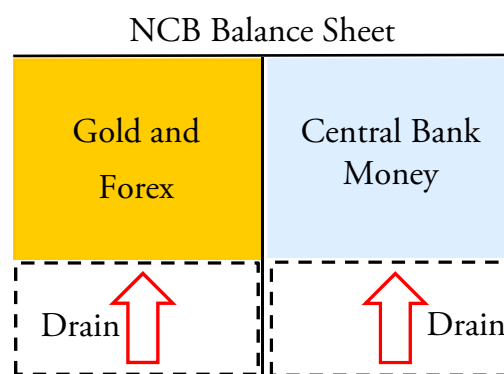 NCB Balance Sheet
Gold and
Forex
Central Bank
Money
Drain
Drain